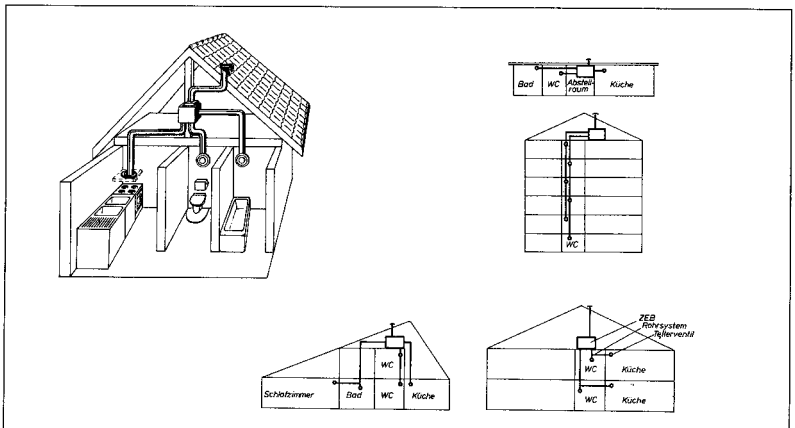 Bad
WC
Abstell-
raum
Küche
WC
ZEB
Rohrsystem
Tellerventil
WC
Schlafzimmer
Bad
WC
Küche
WC
Küche
WC
Küche